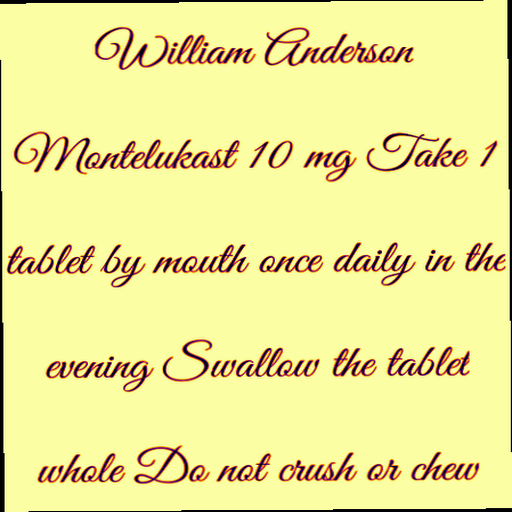 William Anderson
Montelukast 10 mg Take 1
tablet by mouth once daily in the
evening Swallow the tablet
whole Do not crush or chew